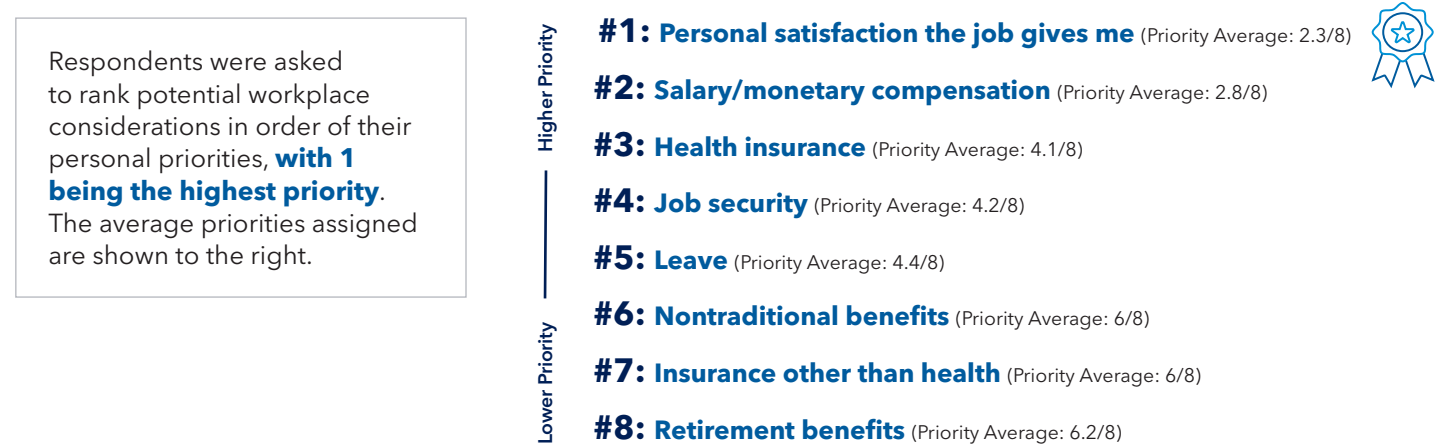 Respondents were asked
to rank potential workplace
considerations in order of their
personal priorities, with 1
being the highest priority.
The average priorities assigned
are shown to the right.
Higher Priority
Lower Priority
#1: Personal satisfaction the job gives me (Priority Average: 2.3/8)
#2: Salary/monetary compensation (Priority Average: 2.8/8)
#3: Health insurance (Priority Average: 4.1/8)
#4: Job security (Priority Average: 4.2/8)
#5: Leave (Priority Average: 4.4/8)
#6: Nontraditional benefits (Priority Average: 6/8)
#7: Insurance other than health (Priority Average: 6/8)
#8: Retirement benefits (Priority Average: 6.2/8)